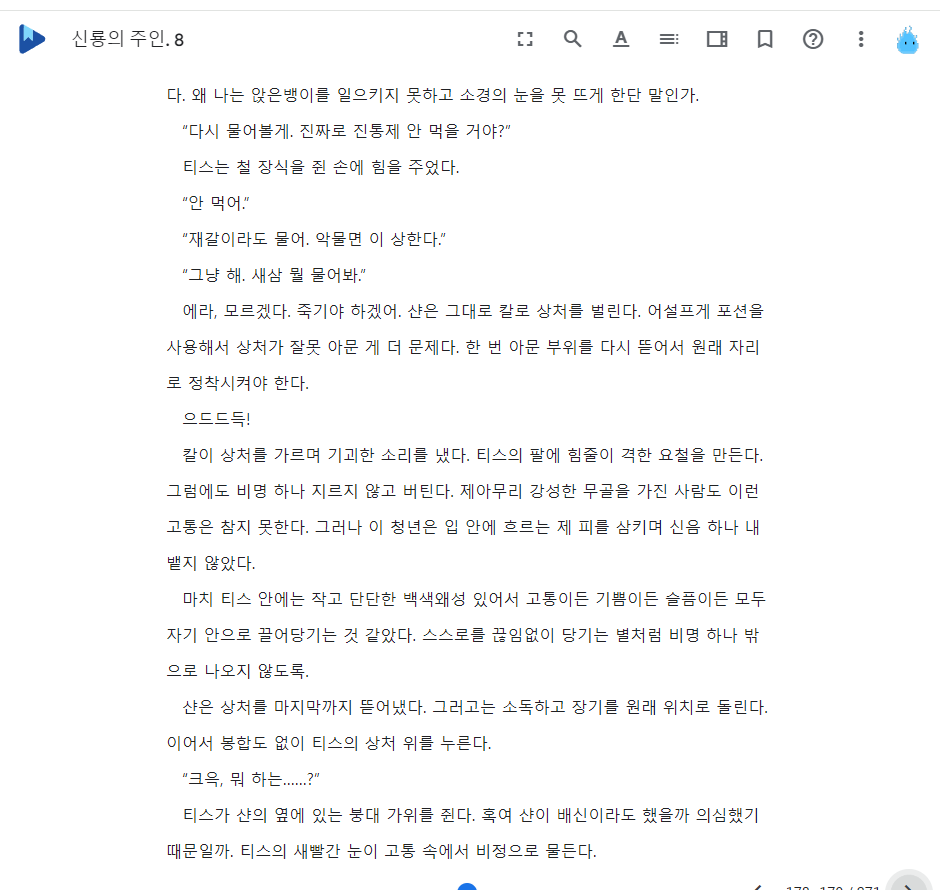 신룡의 주인. 8
다. 왜 나는 앉은뱅이를 일으키지 못하고 소경의 눈을 못 뜨게 한단 말인가.
“다시 물어볼게. 진짜로 진통제 안 먹을 거야?”
티스는 철 장식을 쥔 손에 힘을 주었다.
“안 먹어.”
“재갈이라도 물어. 악물면 이 상한다.”
“그냥 해. 새삼 뭘 물어봐.”
에라, 모르겠다. 죽기야 하겠어. 샨은 그대로 칼로 상처를 벌린다. 어설프게 포션을
사용해서 상처가 잘못 아문 게 더 문제다. 한 번 아문 부위를 다시 뜯어서 원래 자리
로 정착시켜야 한다.
으드드득!
칼이 상처를 가르며 기괴한 소리를 냈다. 티스의 팔에 힘줄이 격한 요철을 만든다.
그럼에도 비명 하나 지르지 않고 버틴다. 제아무리 강성한 무골을 가진 사람도 이런
고통은 참지 못한다. 그러나 이 청년은 입 안에 흐르는 제 피를 삼키며 신음 하나 내
뱉지 않았다.
마치 티스 안에는 작고 단단한 백색왜성 있어서 고통이든 기쁨이든 슬픔이든 모두
자기 안으로 끌어당기는 것 같았다. 스스로를 끊임없이 당기는 별처럼 비명 하나 밖
으로 나오지 않도록.
샨은 상처를 마지막까지 뜯어냈다. 그러고는 소독하고 장기를 원래 위치로 돌린다.
이어서 봉합도 없이 티스의 상처 위를 누른다.
“크윽, 뭐 하는……?”
티스가 샨의 옆에 있는 붕대 가위를 쥔다. 혹여 샨이 배신이라도 했을까 의심했기
때문일까. 티스의 새빨간 눈이 고통 속에서 비정으로 물든다.